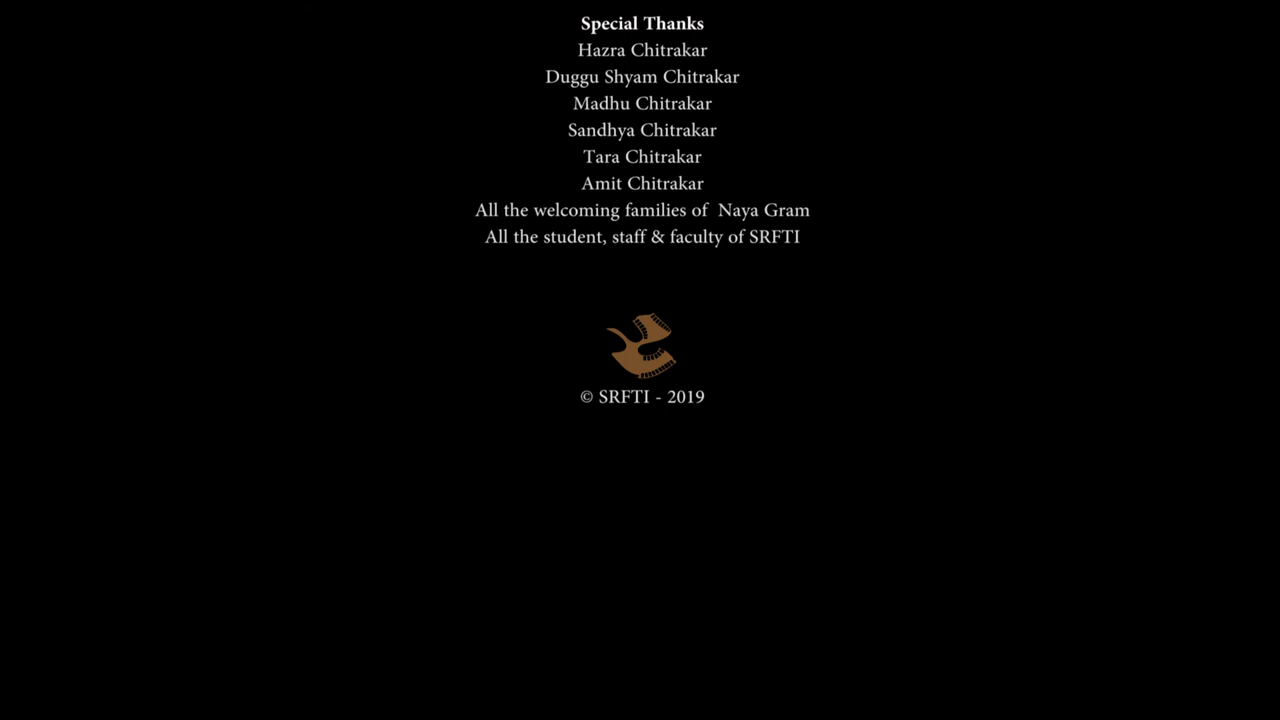 Special Thanks
Hazra Chitrakar
Duggu Shyam Chitrakar
Madhu Chitrakar
Sandhya Chitrakar
Tara Chitrakar
Amit Chitrakar
All the welcoming families of  Naya Gram
All the student, staff & faculty of SRFTI
© SRFTI - 2019